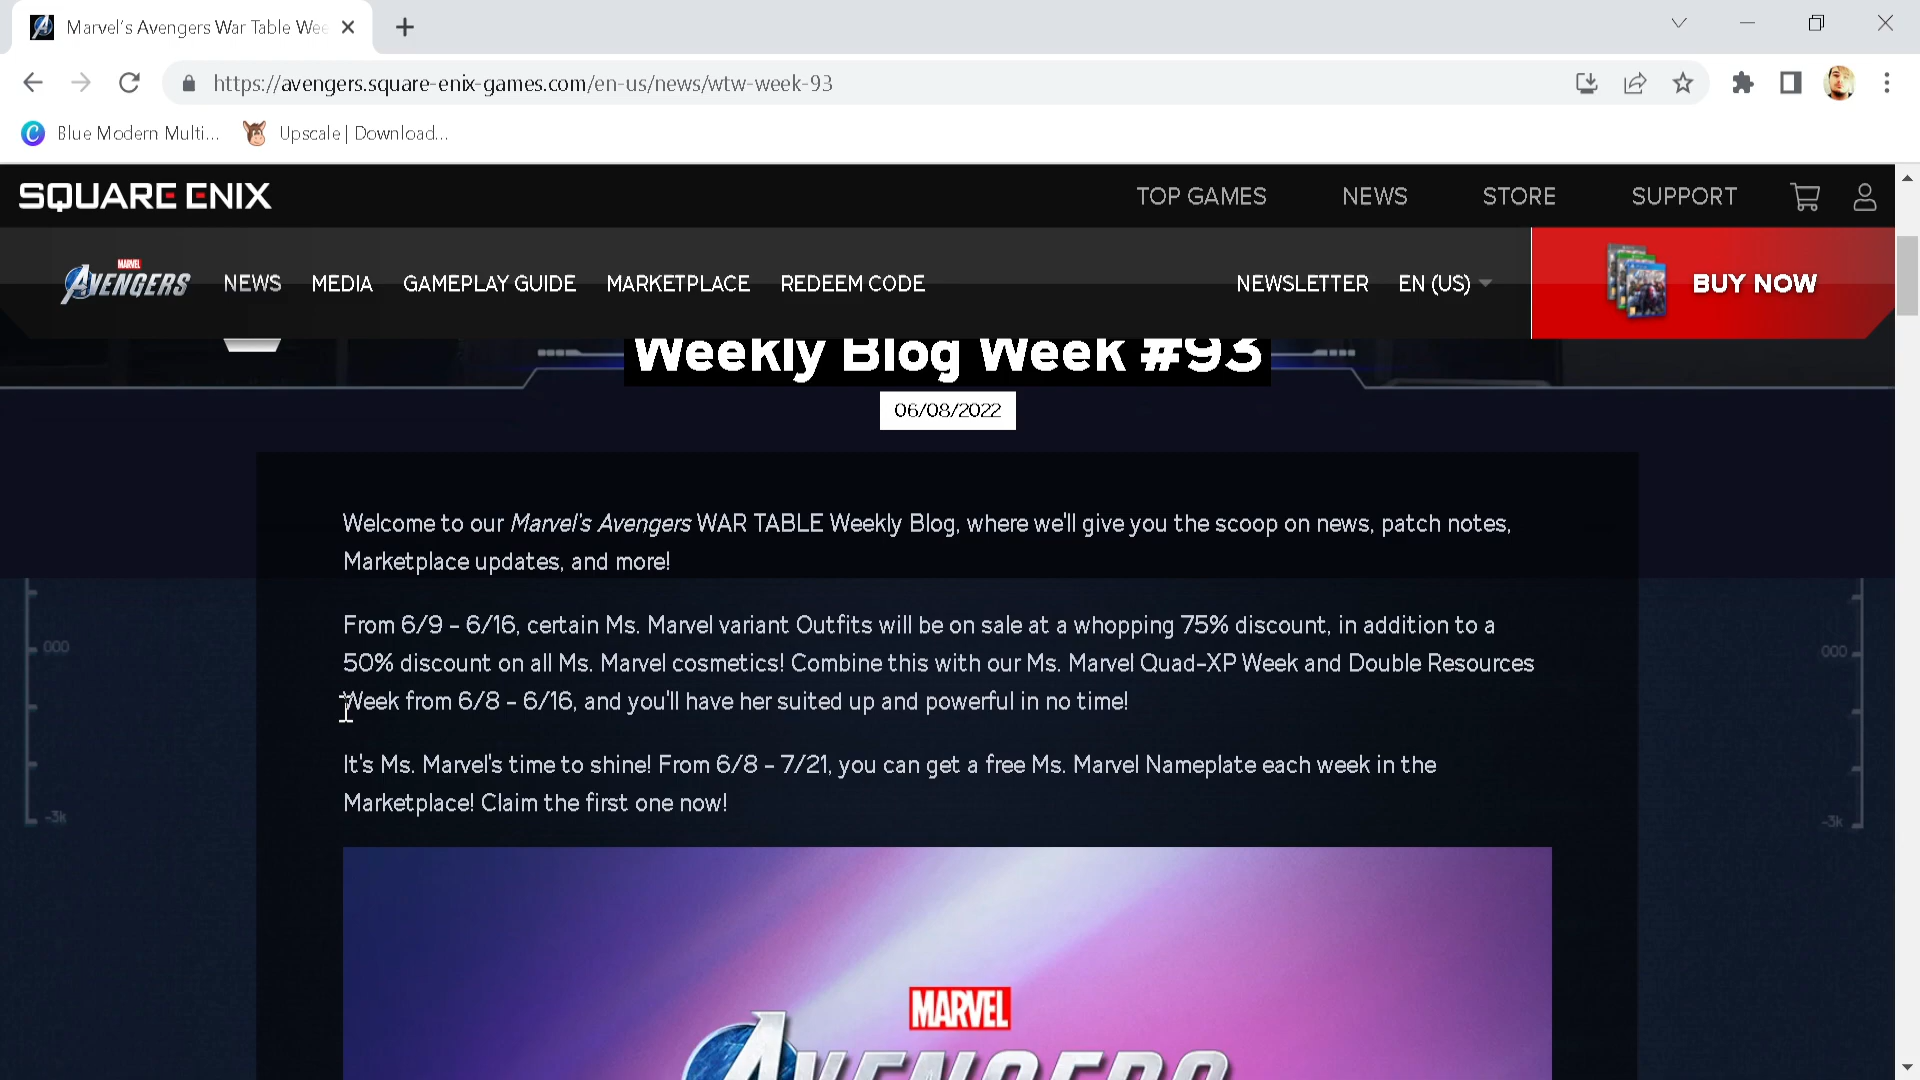 Marvel's Avengers War Table Wee
https://avengers.square-enix-games.com/en-us/news/wtw-week-93
Blue Modern Multi...
Upscale | Download...
SQUARE ENIX
TOP GAMES
NEWS
STORE
SUPPORT
MARVEL
AVENGERS
NEWS
MEDIA
GAMEPLAY GUIDE
MARKETPLACE
REDEEM CODE
NEWSLETTER
EN (US)
BUY NOW
Weekly Blog Week #93
06/08/2022
Welcome to our Marvel's Avengers WAR TABLE Weekly Blog, where we'll give you the scoop on news, patch notes,
Marketplace updates, and more!
From 6/9 - 6/16, certain Ms. Marvel variant Outfits will be on sale at a whopping 75% discount, in addition to a
50% discount on all Ms. Marvel cosmetics! Combine this with our Ms. Marvel Quad-XP Week and Double Resources
Week from 6/8 - 6/16, and you'll have her suited up and powerful in no time!
It's Ms. Marvel's time to shine! From 6/8 - 7/21, you can get a free Ms. Marvel Nameplate each week in the
Marketplace! Claim the first one now!
000
000
-3k
-3k
MARVEL
AVENGERS